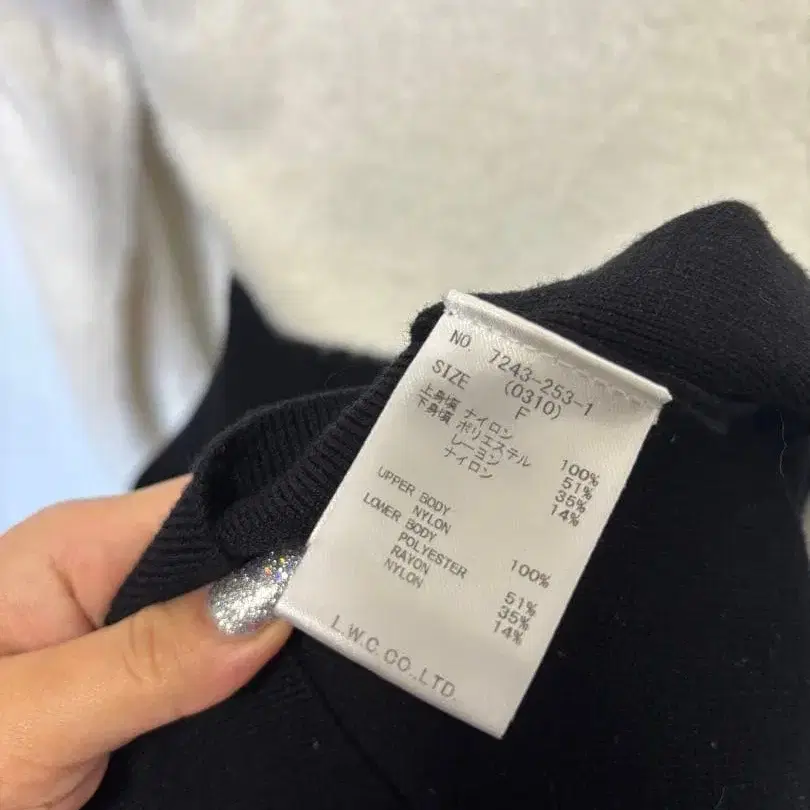 NO. 7243-253-1
(0310)
SIZE F
上身頃 ナイロン 100%
下身頃 ポリエステル 51%
レーヨン 35%
ナイロン 14%
UPPER BODY
NYLON 100%
LOWER BODY
POLYESTER 51%
RAYON 35%
NYLON 14%
L.W.C.CO.,LTD.